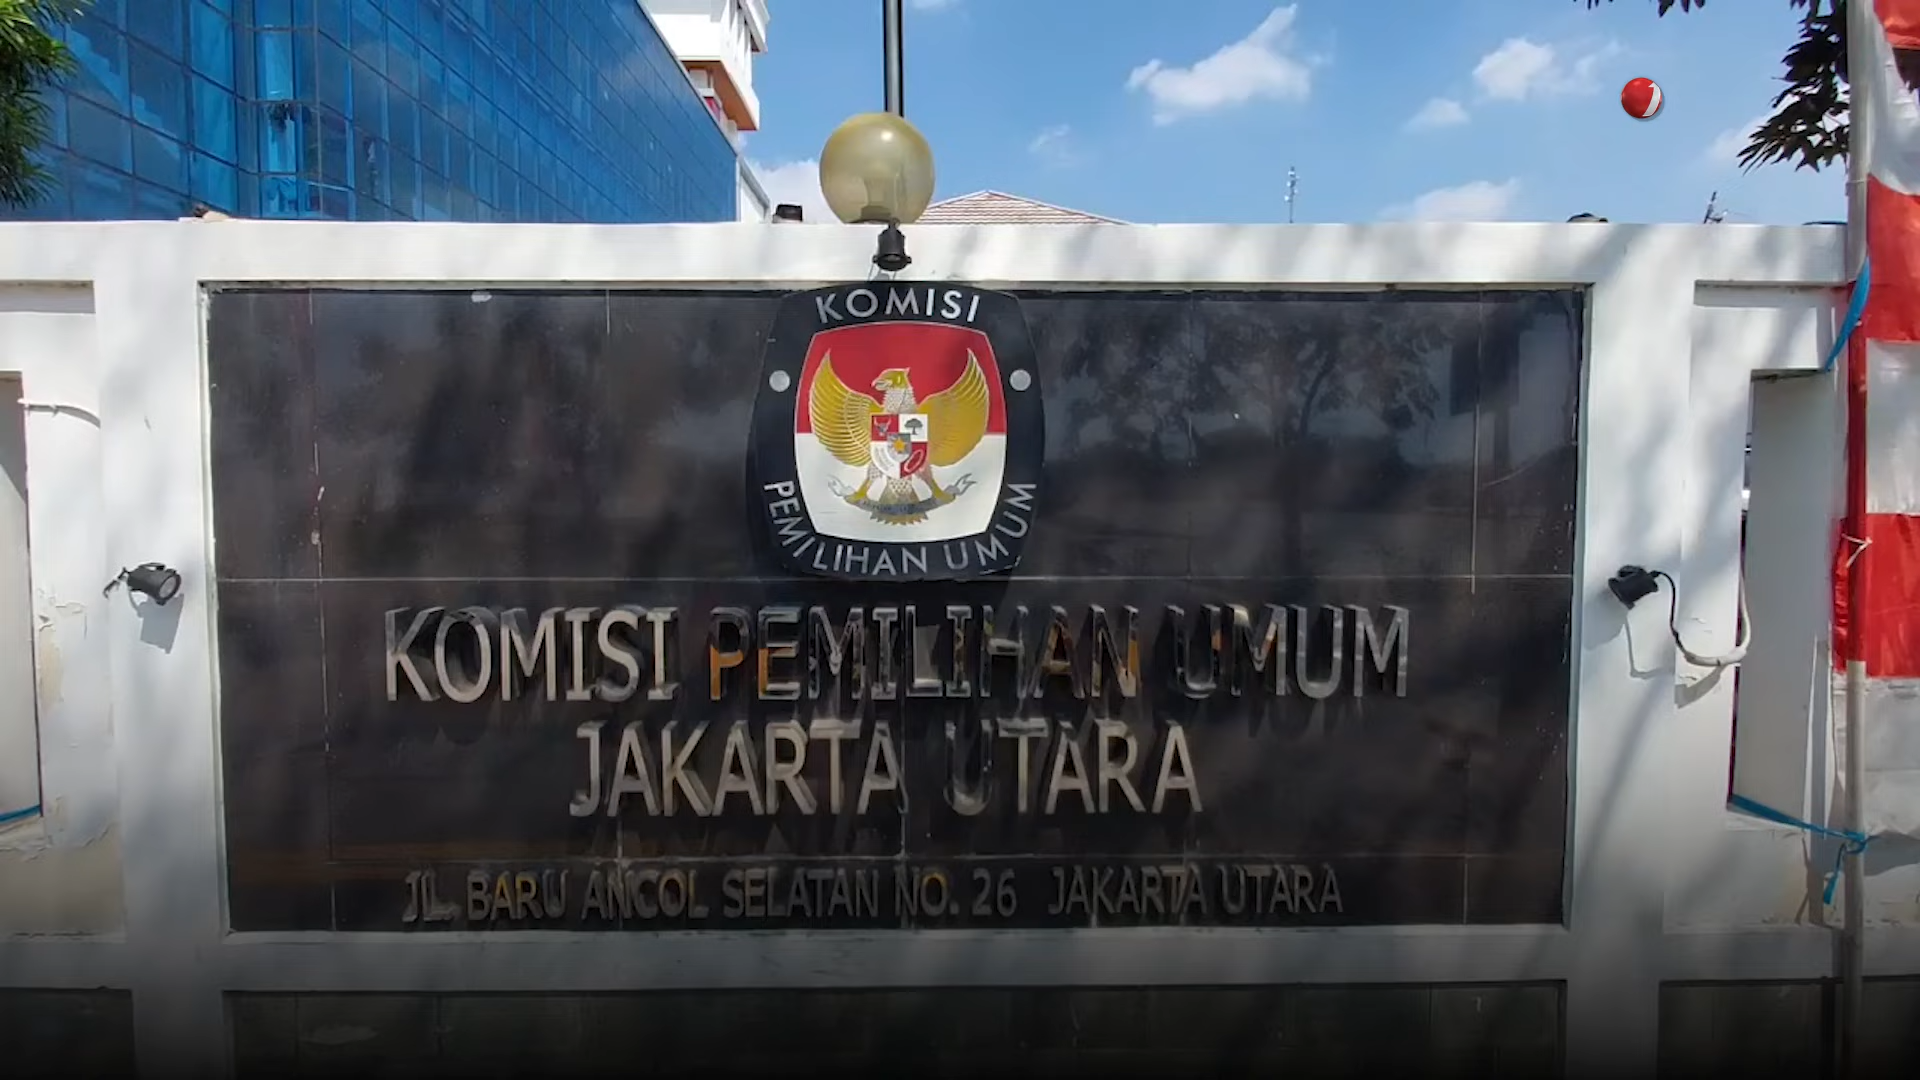 KOMISI
PEMILIHAN UMUM
KOMISI PEMILIHAN UMUM
JAKARTA UTARA
JL. BARU ANCOL SELATAN NO. 26 JAKARTA UTARA